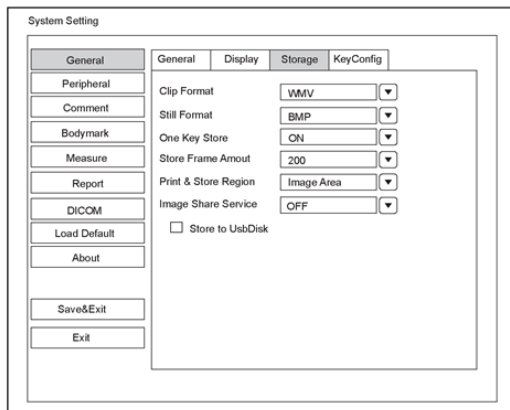 System Setting
General
Peripheral
Comment
Bodymark
Measure
Report
DICOM
Load Default
About
Save&Exit
Exit
General Display Storage KeyConfig
Clip Format WMV
Still Format BMP
One Key Store ON
Store Frame Amout 200
Print & Store Region Image Area
Image Share Service OFF
Store to UsbDisk